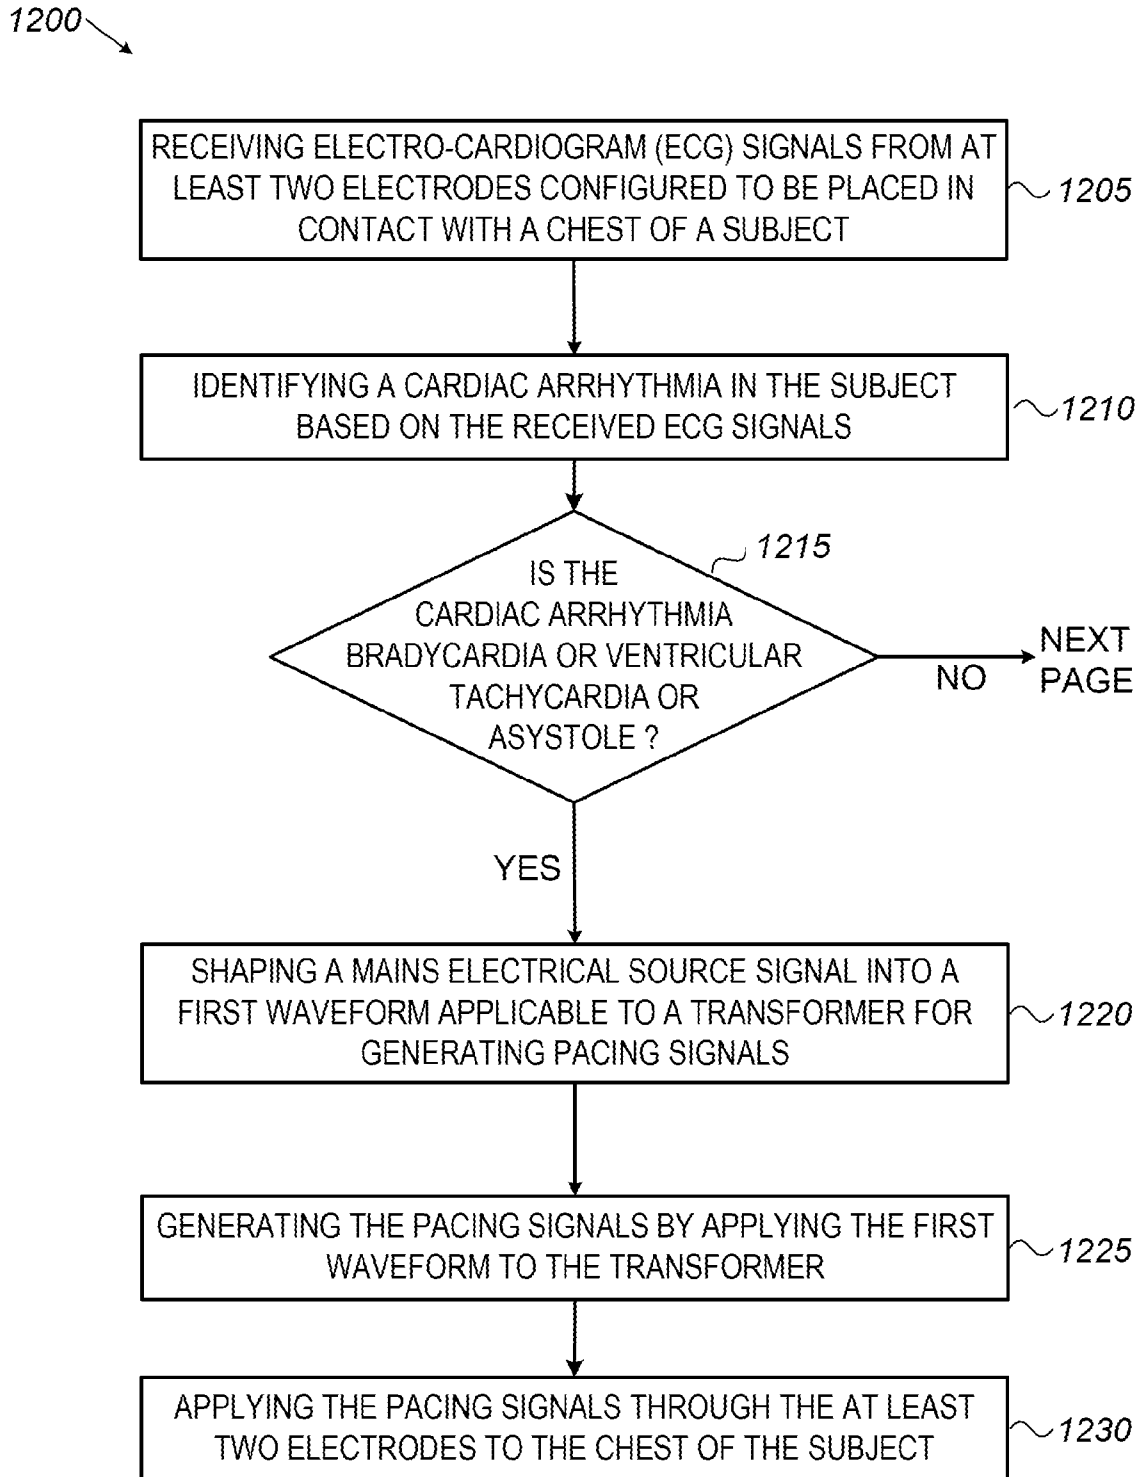 1200
RECEIVING ELECTRO-CARDIOGRAM (ECG) SIGNALS FROM AT
LEAST TWO ELECTRODES CONFIGURED TO BE PLACED IN
CONTACT WITH A CHEST OF A SUBJECT
1205
IDENTIFYING A CARDIAC ARRHYTHMIA IN THE SUBJECT
BASED ON THE RECEIVED ECG SIGNALS
1210
1215
IS THE
CARDIAC ARRHYTHMIA
BRADYCARDIA OR VENTRICULAR
TACHYCARDIA OR
ASYSTOLE ?
NO
NEXT
PAGE
YES
SHAPING A MAINS ELECTRICAL SOURCE SIGNAL INTO A
FIRST WAVEFORM APPLICABLE TO A TRANSFORMER FOR
GENERATING PACING SIGNALS
1220
GENERATING THE PACING SIGNALS BY APPLYING THE FIRST
WAVEFORM TO THE TRANSFORMER
1225
APPLYING THE PACING SIGNALS THROUGH THE AT LEAST
TWO ELECTRODES TO THE CHEST OF THE SUBJECT
1230